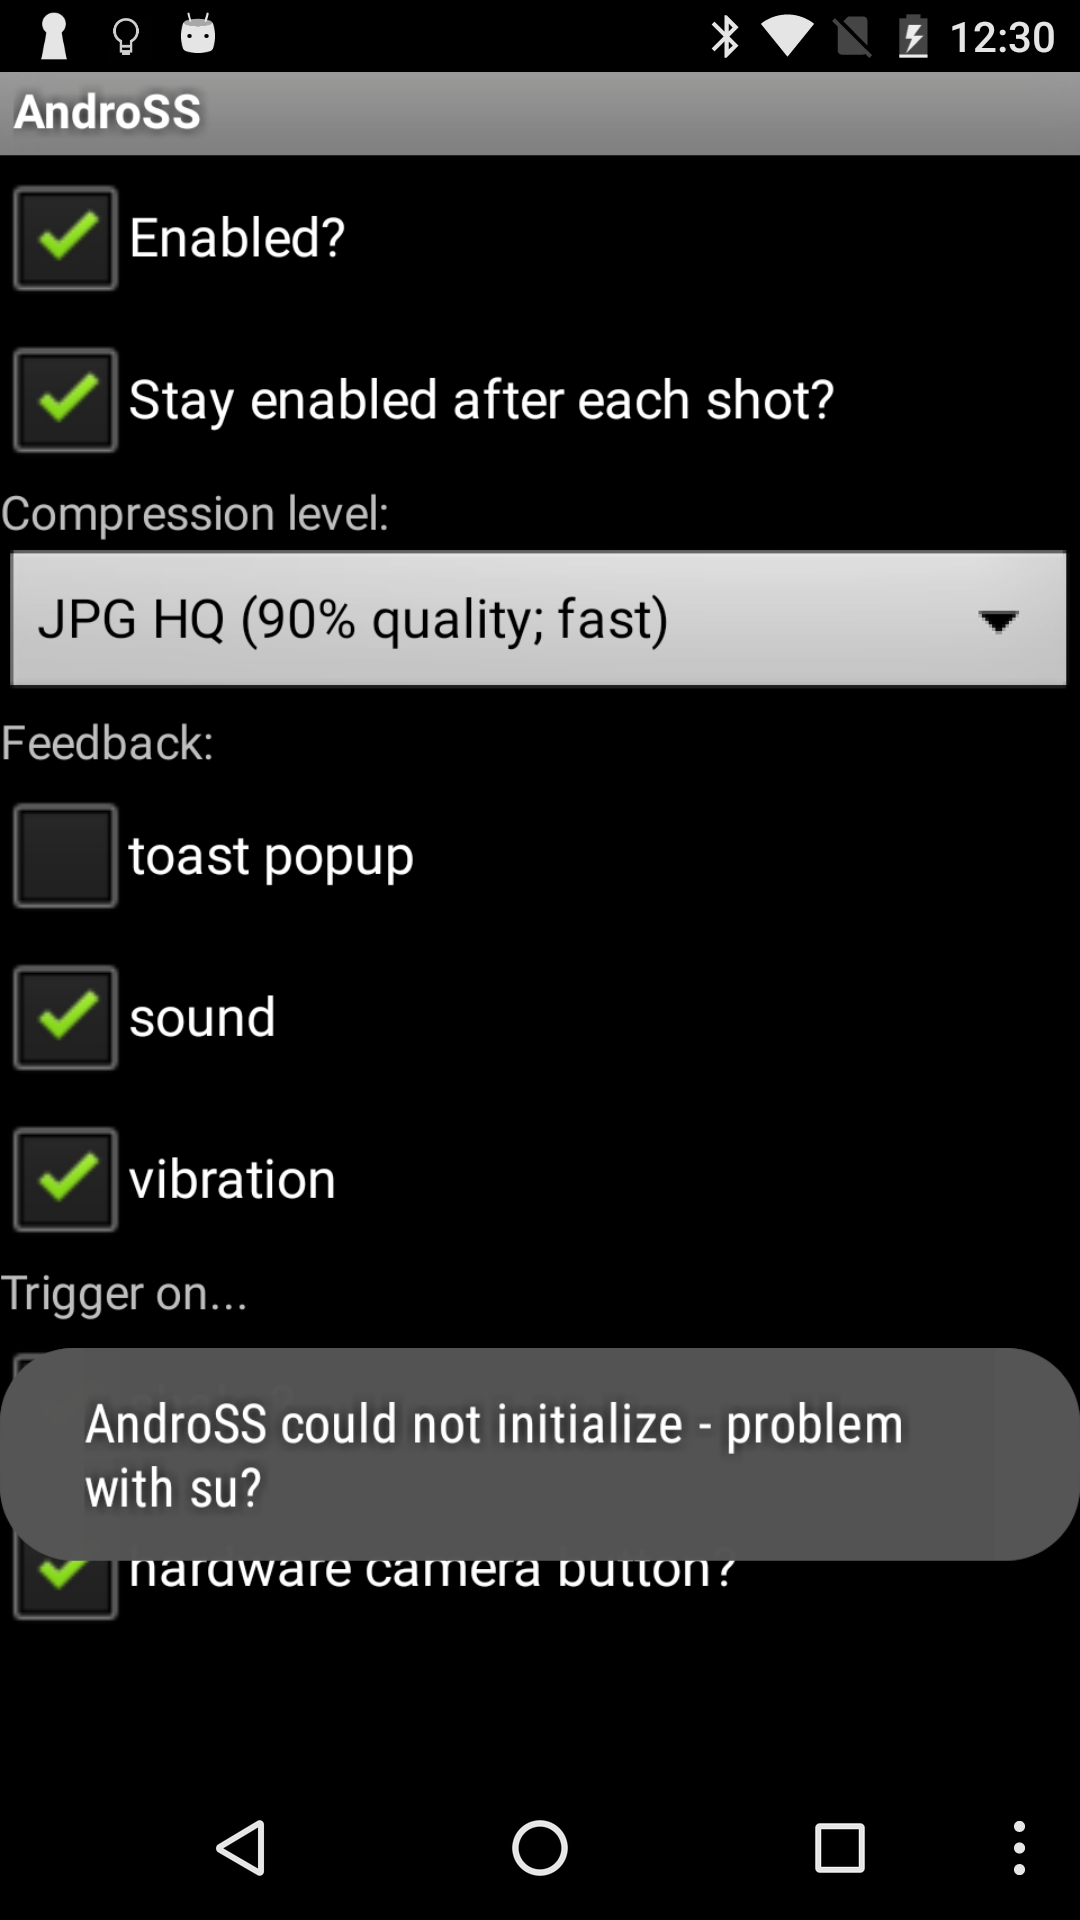 12:30
AndroSS
Enabled?
Stay enabled after each shot?
Compression level:
JPG HQ (90% quality; fast)
Feedback:
toast popup
sound
vibration
Trigger on...
AndroSS could not initialize - problem
with su?
hardware camera button?